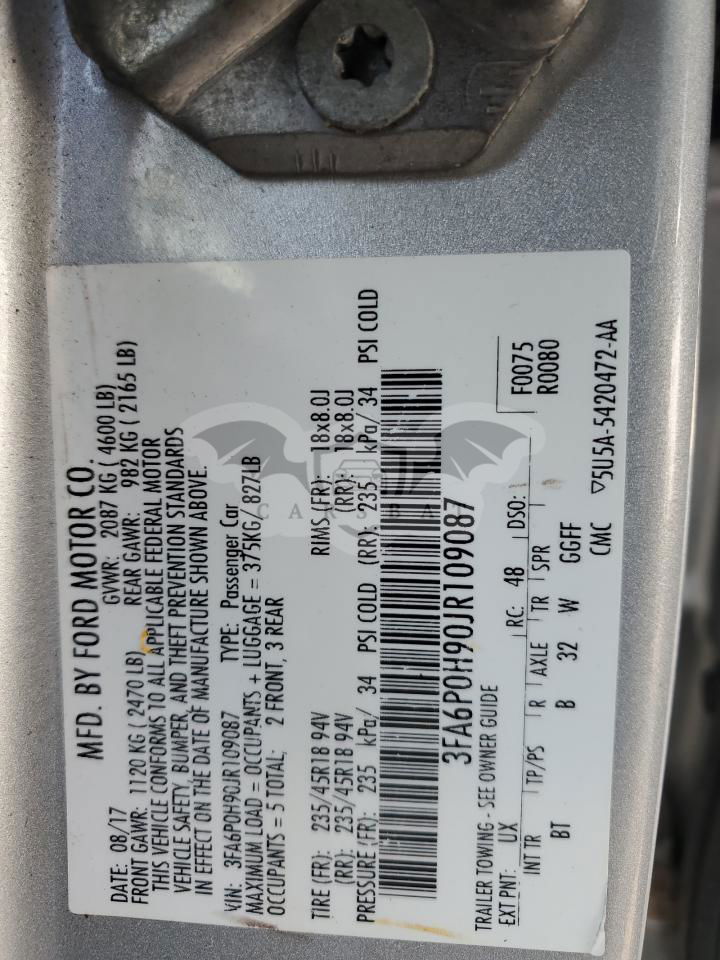 MFD. BY FORD MOTOR CO.
DATE: 08/17 GVWR: 2087 KG ( 4600 LB)
FRONT GAWR: 1120 KG ( 2470 LB) REAR GAWR: 982 KG ( 2165 LB)
THIS VEHICLE CONFORMS TO ALL APPLICABLE FEDERAL MOTOR
VEHICLE SAFETY, BUMPER, AND THEFT PREVENTION STANDARDS
IN EFFECT ON THE DATE OF MANUFACTURE SHOWN ABOVE.
VIN: 3FA6P0H90JR109087 TYPE: Passenger Car
MAXIMUM LOAD = OCCUPANTS + LUGGAGE = 375KG/ 827LB
OCCUPANTS = 5 TOTAL; 2 FRONT, 3 REAR
TIRE (FR): 235/45R18 94V RIMS (FR): 18x8.0J
(RR): 235/45R18 94V (RR): 18x8.0J
PRESSURE (FR): 235 kPa/ 34 PSI COLD (RR): 235 kPa/ 34 PSI COLD
CARSBAT
3FA6P0H90JR109087
TRAILER TOWING - SEE OWNER GUIDE F0075
EXT PNT: UX RC: 48 DSO: R0080
INT TR TP/PS R AXLE TR SPR
BT B 32 W GGFF
CMC ▽5U5A-5420472-AA